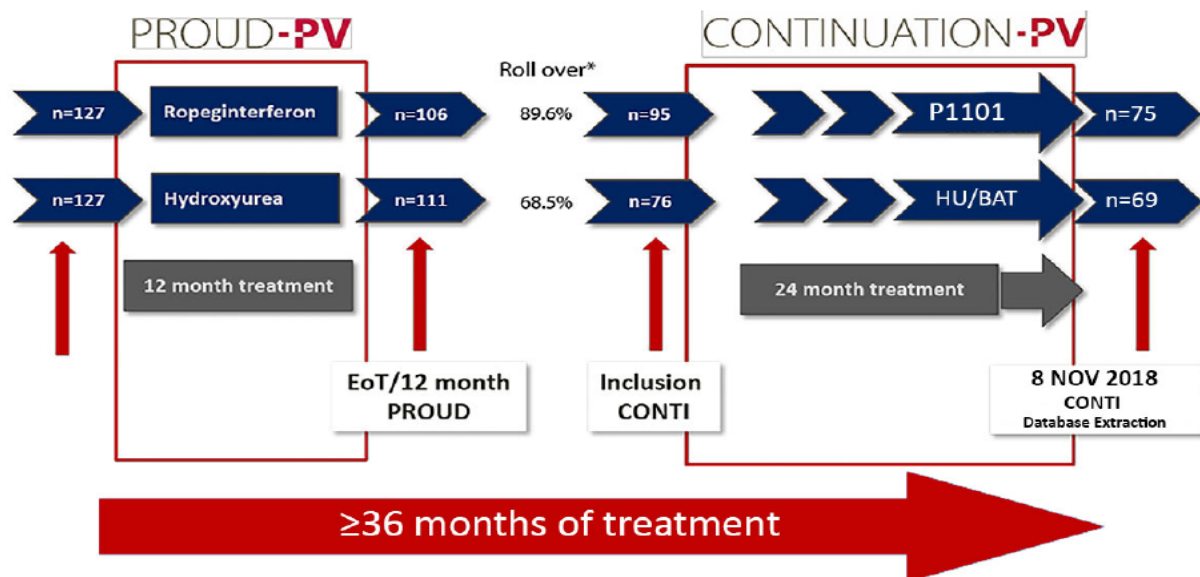 PROUD-PV
CONTINUATION-PV
Roll over*
n=127
Ropeginterferon
n=106
89.6%
n=95
P1101
n=75
n=127
Hydroxyurea
n=111
68.5%
n=76
HU/BAT
n=69
12 month treatment
24 month treatment
EoT/12 month
PROUD
Inclusion
CONTI
8 NOV 2018
CONTI
Database Extraction
≥36 months of treatment